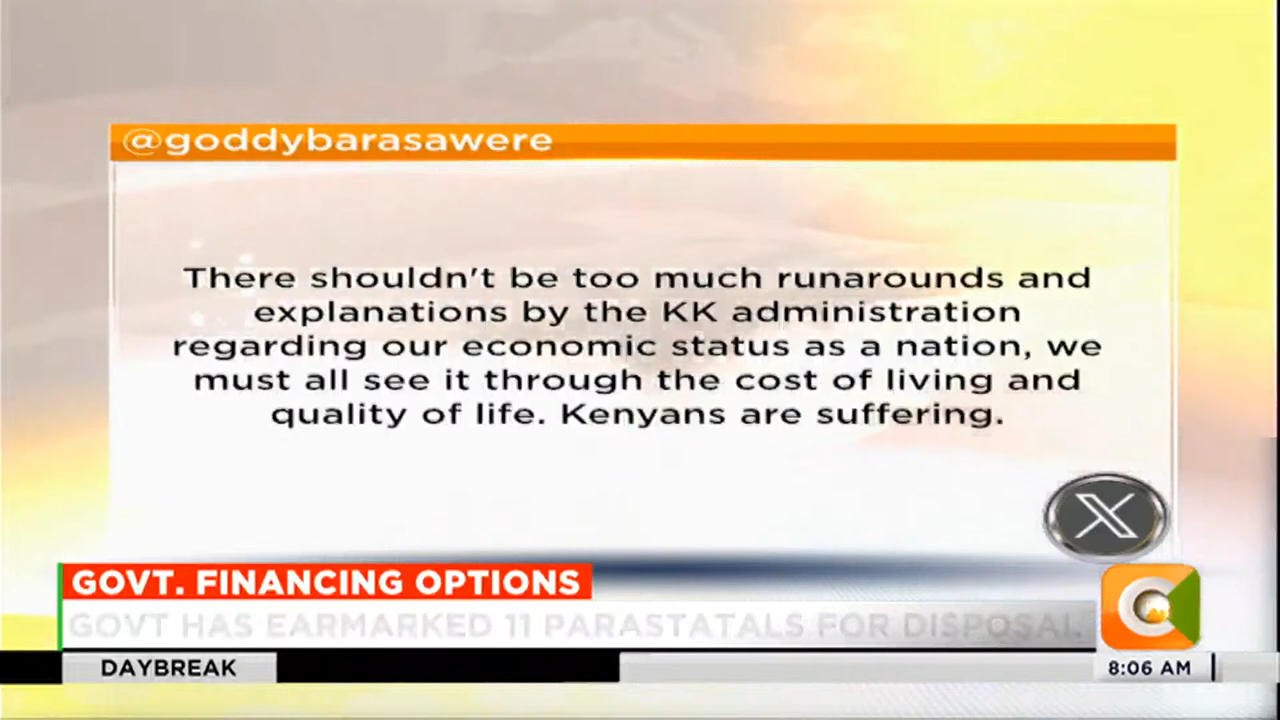 @goddybarasawere
There shouldn't be too much runarounds and
explanations by the KK administration
regarding our economic status as a nation, we
must all see it through the cost of living and
quality of life. Kenyans are suffering.
GOVT. FINANCING OPTIONS
GOVT HAS EARMARKED 11 PARASTATALS FOR DISPOSAL.
DAYBREAK
8:06 AM